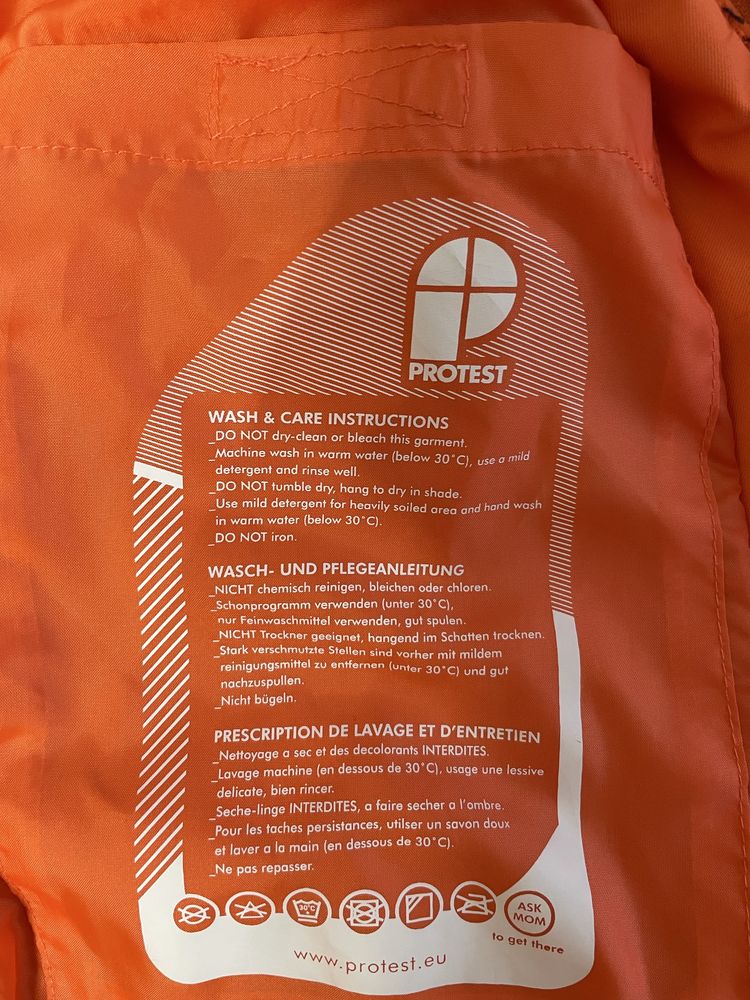 PROTEST
WASH & CARE INSTRUCTIONS
_DO NOT dry-clean or bleach this garment.
_Machine wash in warm water (below 30°C), use a mild
detergent and rinse well.
_DO NOT tumble dry, hang to dry in shade.
_Use mild detergent for heavily soiled area and hand wash
in warm water (below 30°C).
_DO NOT iron.
WASCH- UND PFLEGEANLEITUNG
_NICHT chemisch reinigen, bleichen oder chloren.
_Schonprogramm verwenden (unter 30°C),
nur Feinwaschmittel verwenden, gut spulen.
_NICHT Trockner geeignet, hangend im Schatten trocknen.
_Stark verschmutzte Stellen sind vorher mit mildem
reinigungsmittel zu entfernen (unter 30°C) und gut
nachzuspullen.
_Nicht bügeln.
PRESCRIPTION DE LAVAGE ET D'ENTRETIEN
_Nettoyage a sec et des decolorants INTERDITES.
_Lavage machine (en dessous de 30°C), usage une lessive
delicate, bien rincer.
_Seche-linge INTERDITES, a faire secher a l'ombre.
_Pour les taches persistances, utilser un savon doux
et laver a la main (en dessous de 30°C).
_Ne pas repasser.
30°C
ASK
MOM
to get there
www.protest.eu